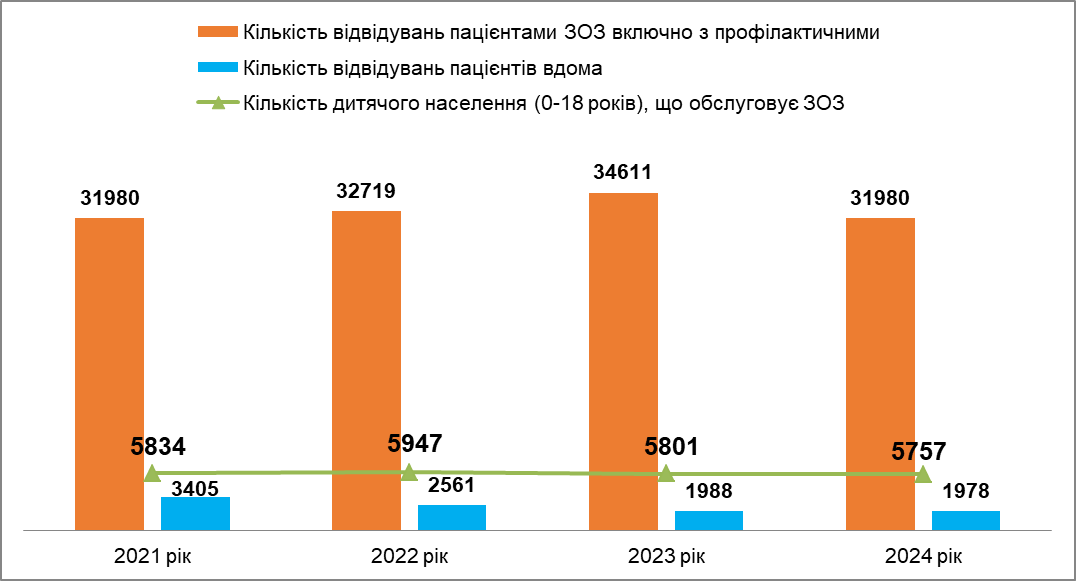 Кількість відвідувань пацієнтами ЗОЗ включно з профілактичними
Кількість відвідувань пацієнтів вдома
Кількість дитячого населення (0-18 років), що обслуговує ЗОЗ
31980
32719
34611
31980
5834
5947
5801
5757
3405
2561
1988
1978
2021 рік
2022 рік
2023 рік
2024 рік